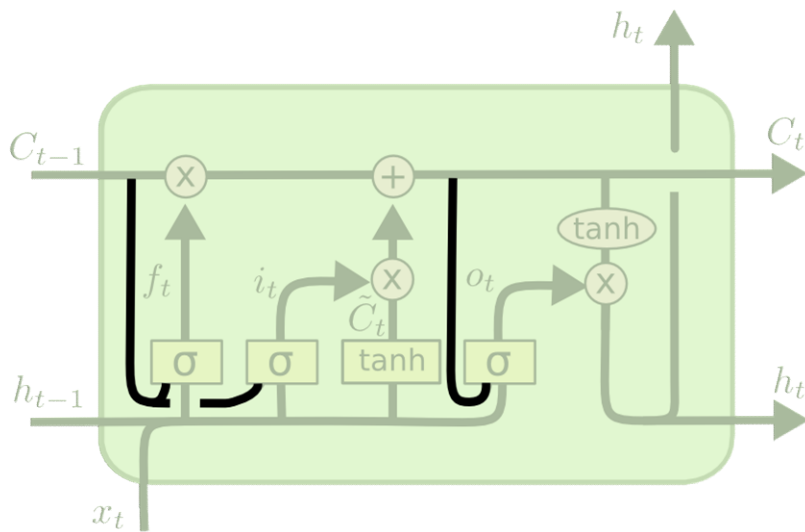 h_t
C_{t-1}
×
+
C_t
tanh
f_t
i_t
×
o_t
×
C̃_t
σ
σ
tanh
σ
h_{t-1}
h_t
x_t